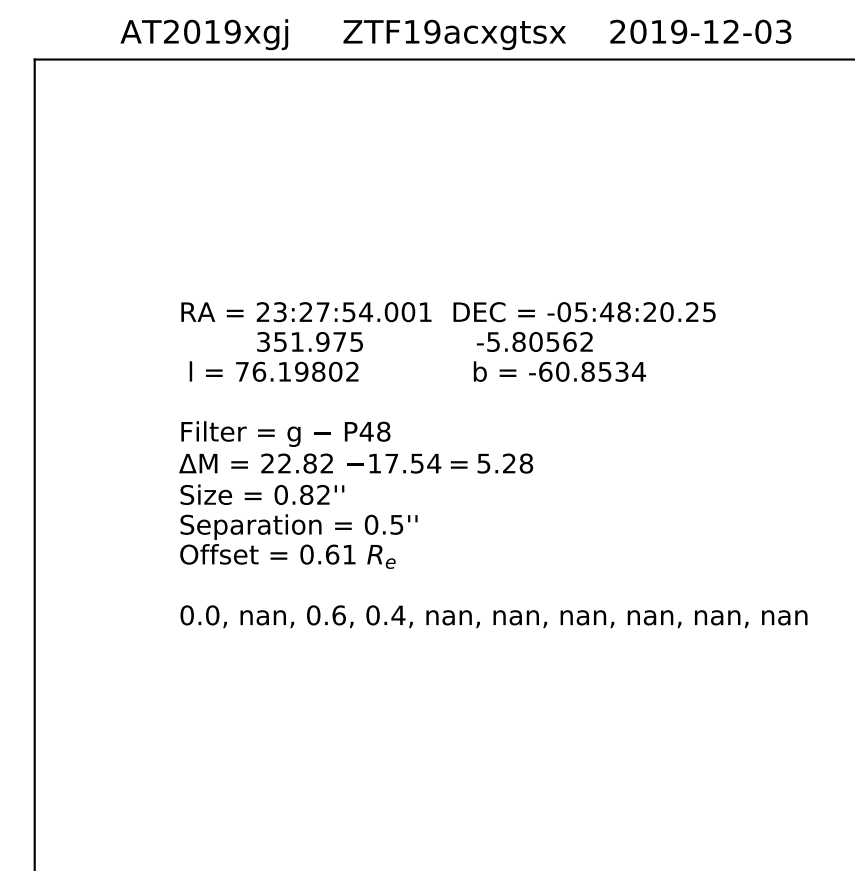 AT2019xgj ZTF19acxgtsx 2019-12-03
RA = 23:27:54.001 DEC = -05:48:20.25
351.975 -5.80562
l = 76.19802 b = -60.8534
Filter = g − P48
ΔM = 22.82 −17.54 = 5.28
Size = 0.82''
Separation = 0.5''
Offset = 0.61 Re
0.0, nan, 0.6, 0.4, nan, nan, nan, nan, nan, nan